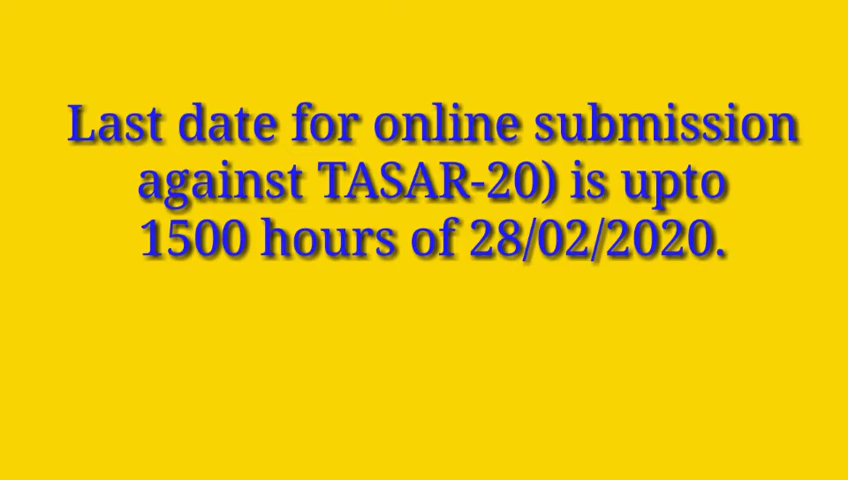 Last date for online submission
against TASAR-20) is upto
1500 hours of 28/02/2020.